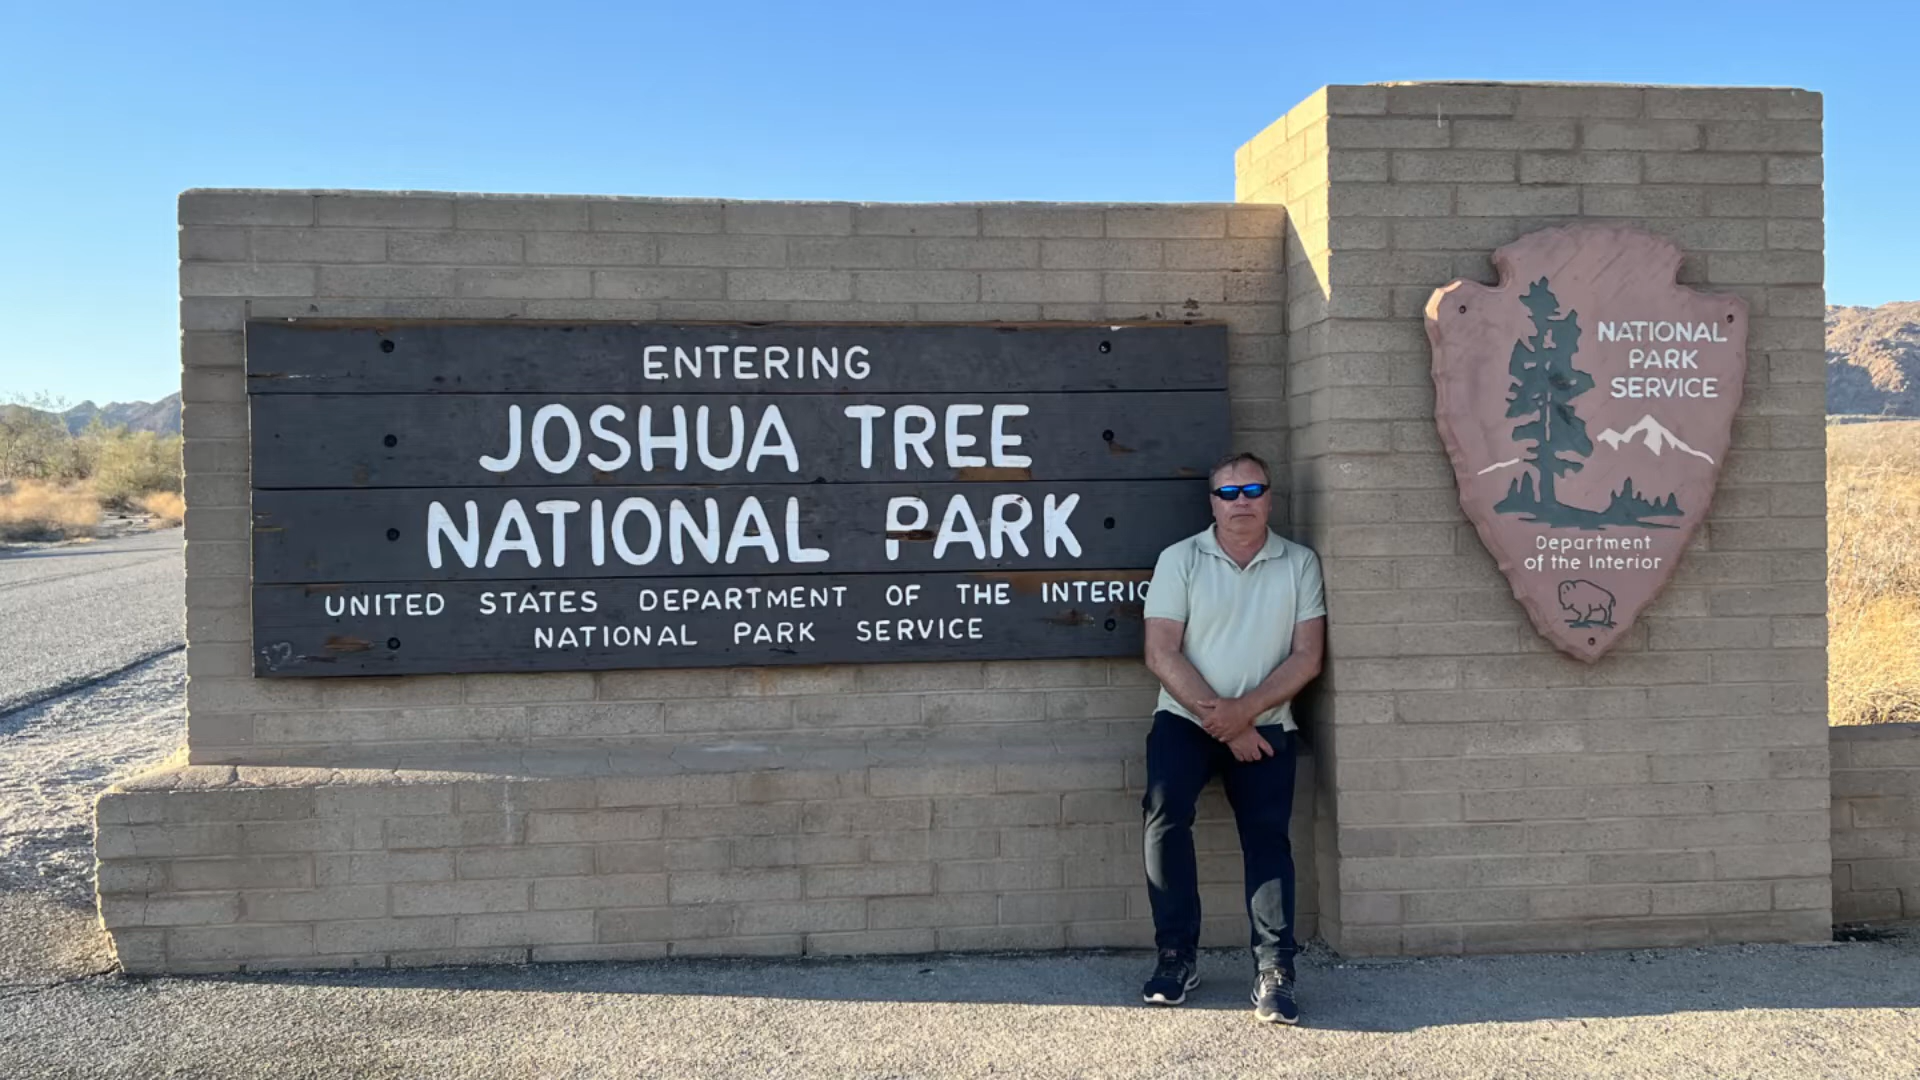 ENTERING
JOSHUA TREE
NATIONAL PARK
UNITED STATES DEPARTMENT OF THE INTERIO
NATIONAL PARK SERVICE
NATIONAL
PARK
SERVICE
Department
of the Interior